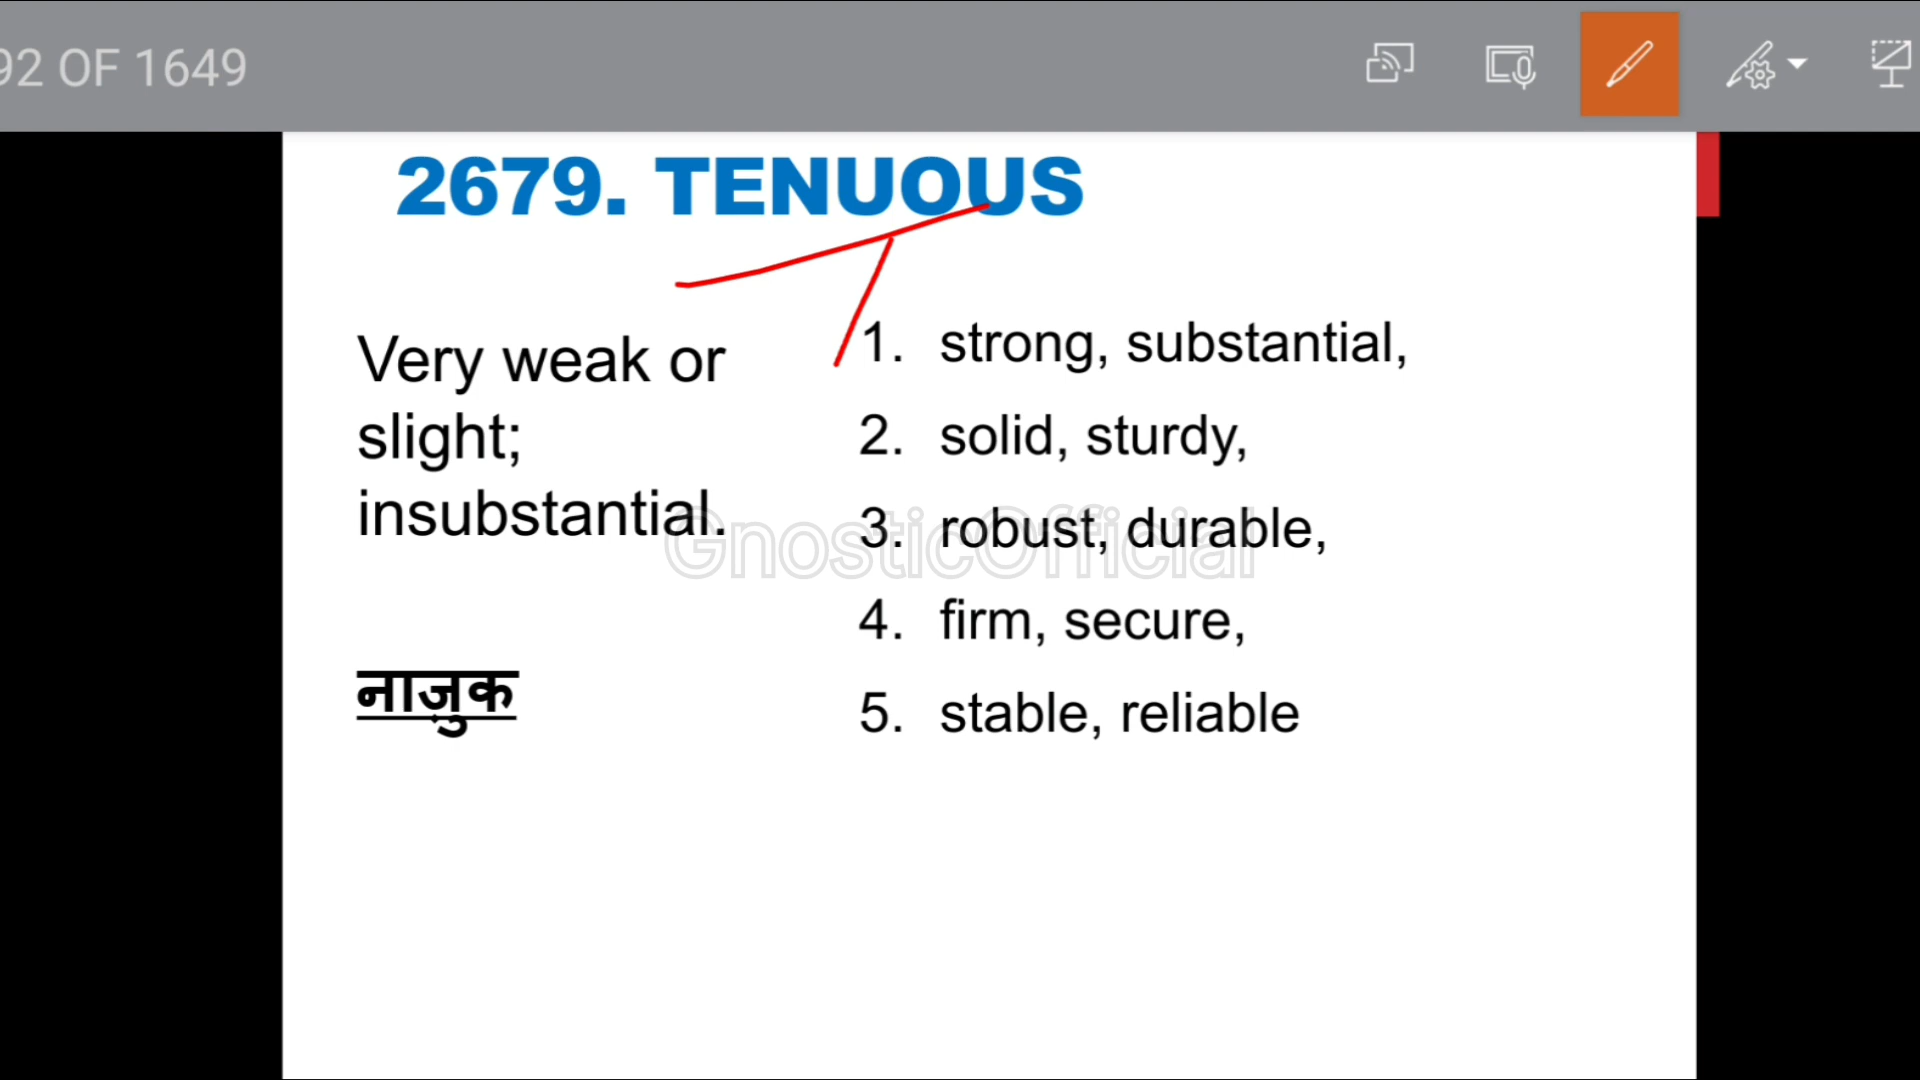 92 OF 1649
2679. TENUOUS
Very weak or
slight;
insubstantial.
नाज़ुक
1. strong, substantial,
2. solid, sturdy,
3. robust, durable,
4. firm, secure,
5. stable, reliable
GnosticOfficial